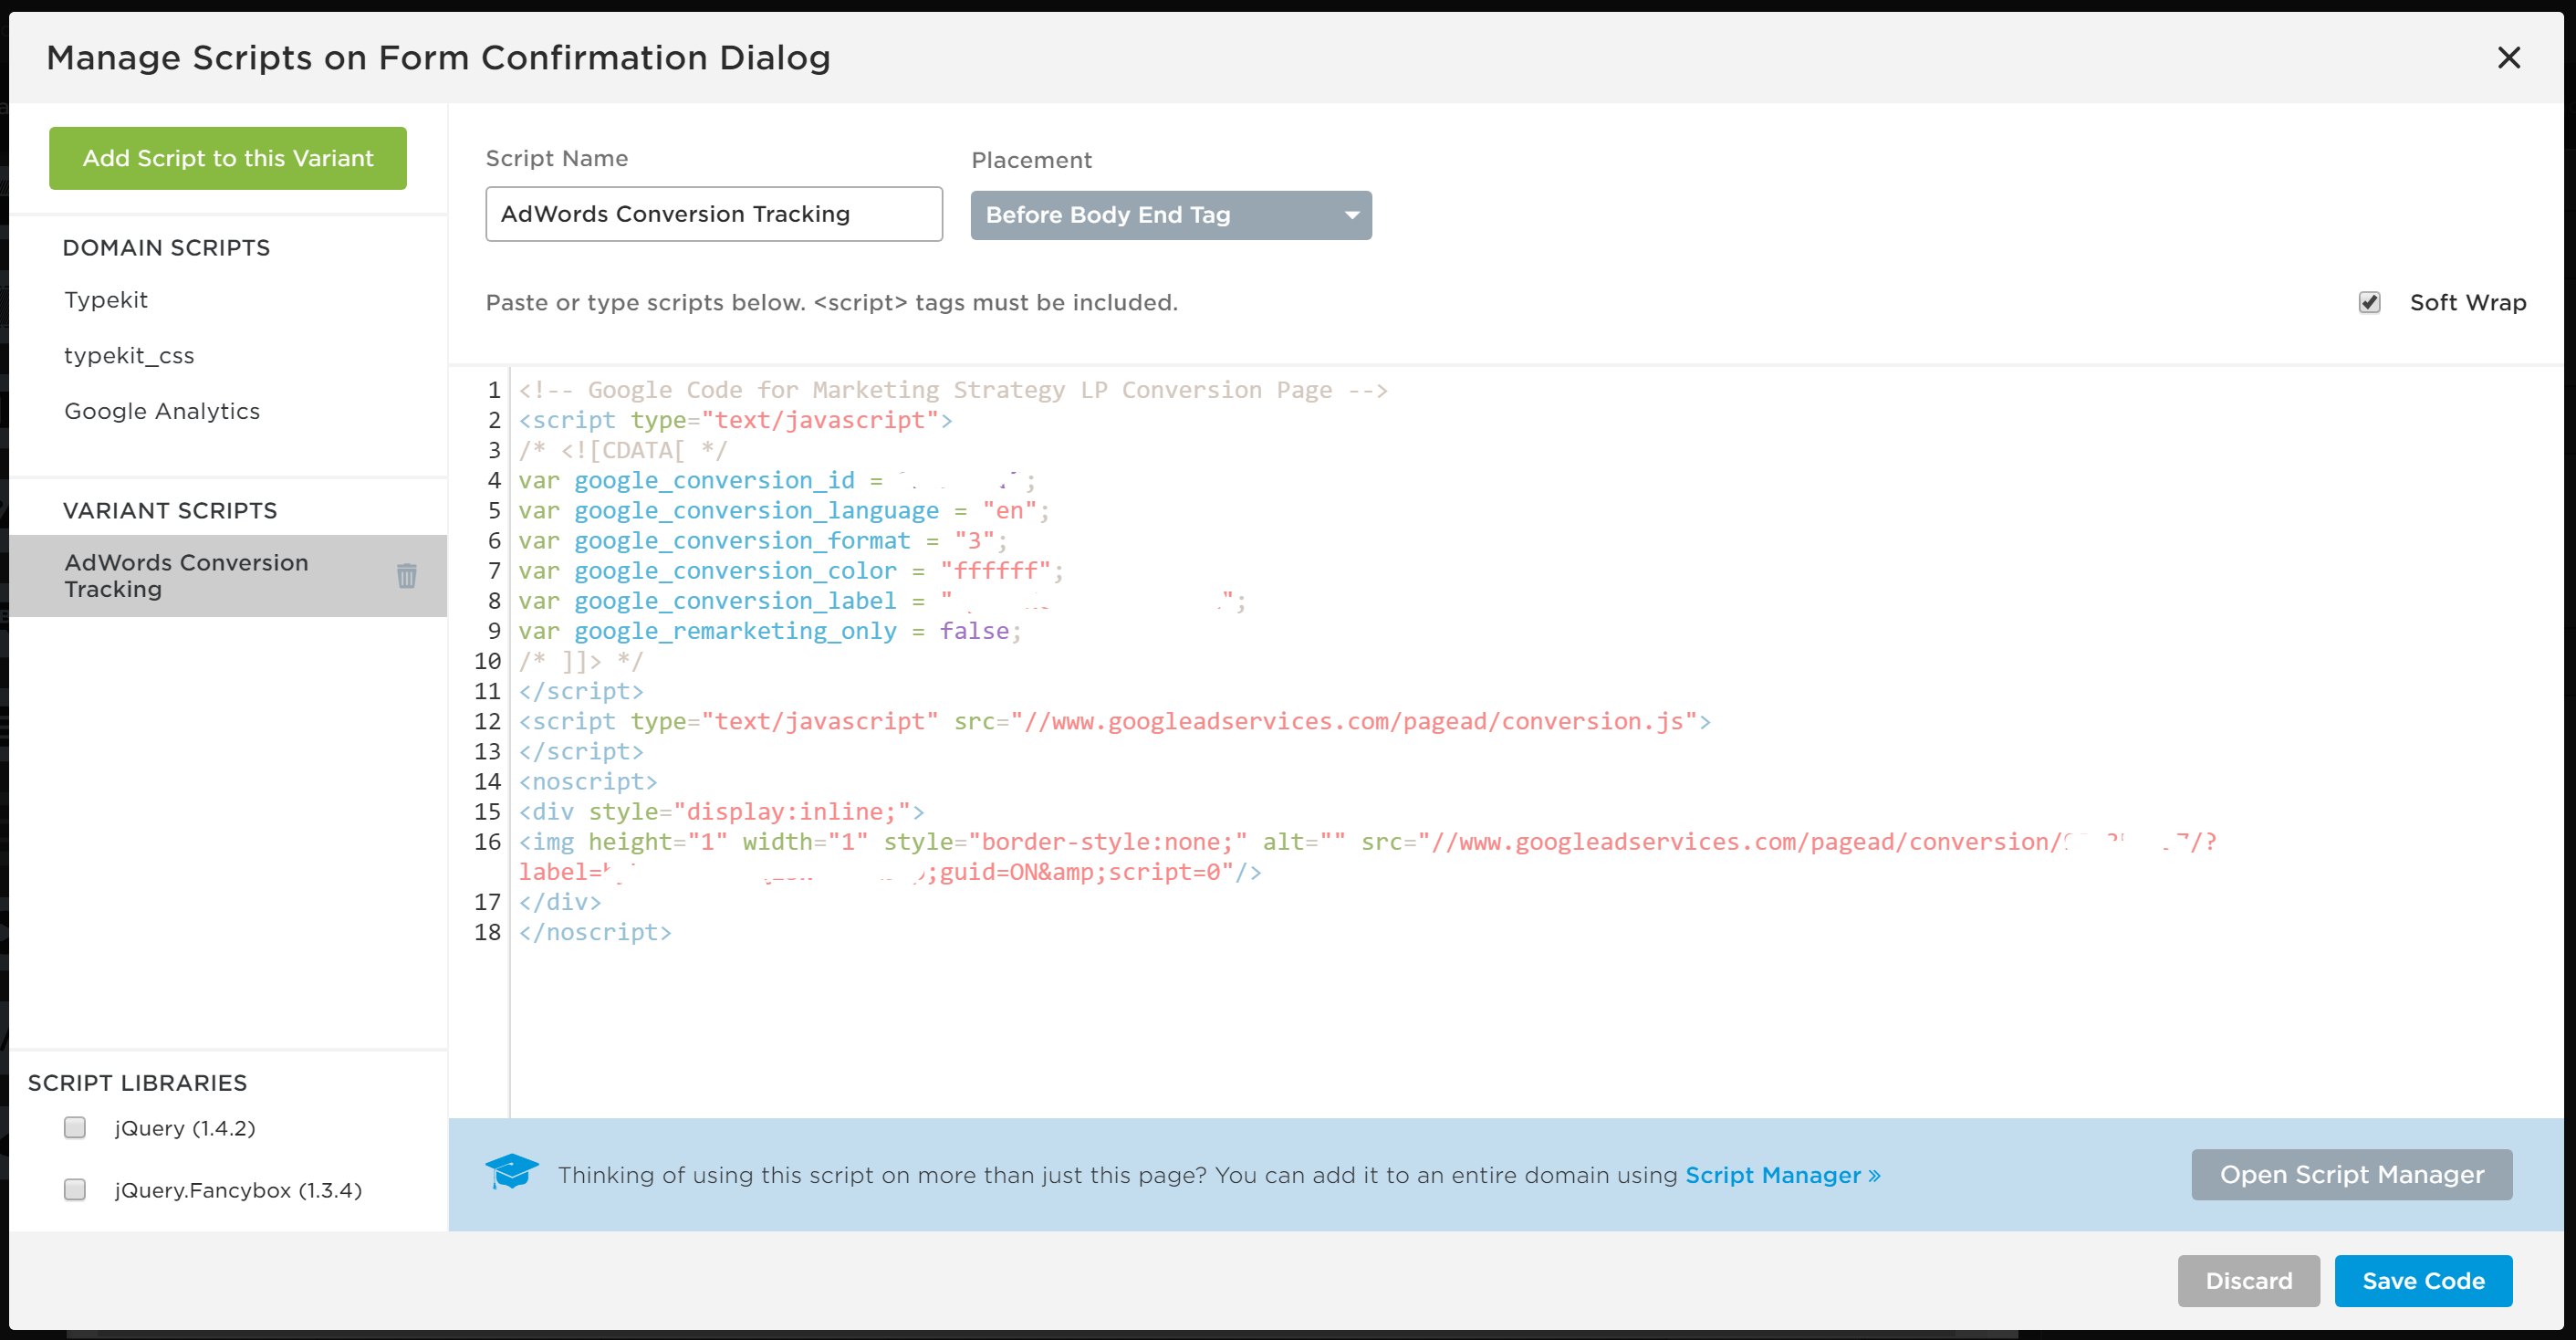 Manage Scripts on Form Confirmation Dialog
Add Script to this Variant
DOMAIN SCRIPTS
Typekit
typekit_css
Google Analytics
VARIANT SCRIPTS
AdWords Conversion
Tracking
SCRIPT LIBRARIES
jQuery (1.4.2)
jQuery.Fancybox (1.3.4)
Script Name
AdWords Conversion Tracking
Placement
Before Body End Tag
Paste or type scripts below. <script> tags must be included.
Soft Wrap
1 <!-- Google Code for Marketing Strategy LP Conversion Page -->
2 <script type="text/javascript">
3 /* <![CDATA[ */
4 var google_conversion_id = ;
5 var google_conversion_language = "en";
6 var google_conversion_format = "3";
7 var google_conversion_color = "ffffff";
8 var google_conversion_label = " ";
9 var google_remarketing_only = false;
10 /* ]]> */
11 </script>
12 <script type="text/javascript" src="//www.googleadservices.com/pagead/conversion.js">
13 </script>
14 <noscript>
15 <div style="display:inline;">
16 <img height="1" width="1" style="border-style:none;" alt="" src="//www.googleadservices.com/pagead/conversion/ /?
label= ;guid=ON&amp;script=0"/>
17 </div>
18 </noscript>
Thinking of using this script on more than just this page? You can add it to an entire domain using Script Manager »
Open Script Manager
Discard
Save Code